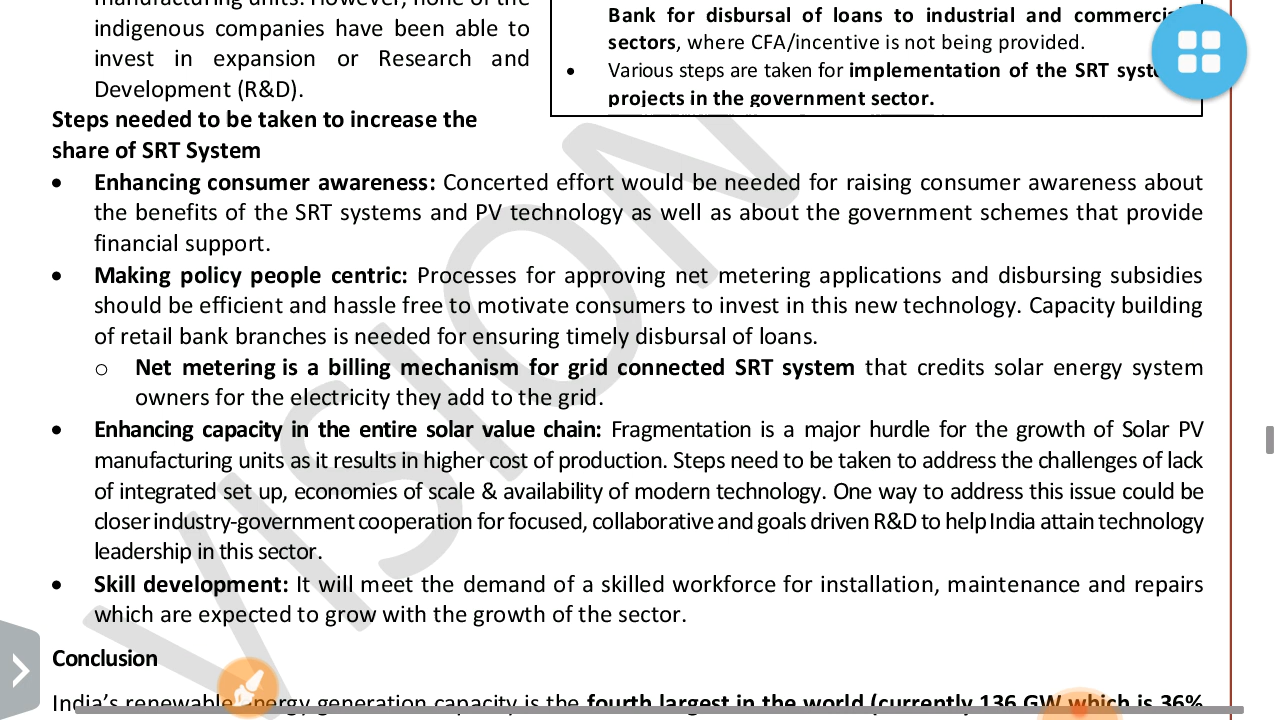 manufacturing units. However, none of the
indigenous companies have been able to
invest in expansion or Research and
Development (R&D).
Bank for disbursal of loans to industrial and commercial
sectors, where CFA/incentive is not being provided.
• Various steps are taken for implementation of the SRT system
projects in the government sector.
Steps needed to be taken to increase the
share of SRT System
• Enhancing consumer awareness: Concerted effort would be needed for raising consumer awareness about
the benefits of the SRT systems and PV technology as well as about the government schemes that provide
financial support.
• Making policy people centric: Processes for approving net metering applications and disbursing subsidies
should be efficient and hassle free to motivate consumers to invest in this new technology. Capacity building
of retail bank branches is needed for ensuring timely disbursal of loans.
o Net metering is a billing mechanism for grid connected SRT system that credits solar energy system
owners for the electricity they add to the grid.
• Enhancing capacity in the entire solar value chain: Fragmentation is a major hurdle for the growth of Solar PV
manufacturing units as it results in higher cost of production. Steps need to be taken to address the challenges of lack
of integrated set up, economies of scale & availability of modern technology. One way to address this issue could be
closer industry-government cooperation for focused, collaborative and goals driven R&D to help India attain technology
leadership in this sector.
• Skill development: It will meet the demand of a skilled workforce for installation, maintenance and repairs
which are expected to grow with the growth of the sector.
Conclusion
India's renewable energy generation capacity is the fourth largest in the world (currently 136 GW which is 36%
VISION